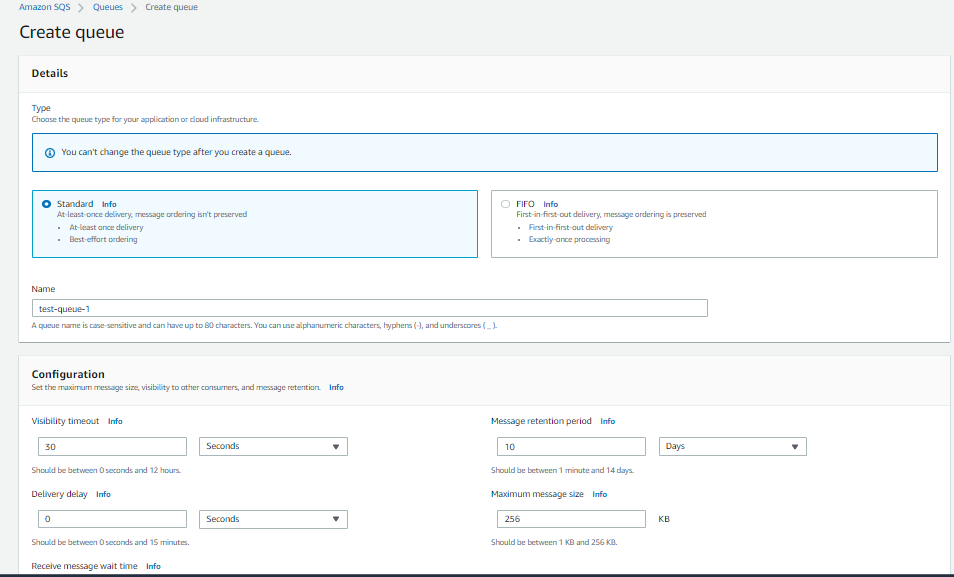 Amazon SQS > Queues > Create queue
Create queue
Details
Type
Choose the queue type for your application or cloud infrastructure.
You can't change the queue type after you create a queue.
Standard Info
At-least-once delivery, message ordering isn't preserved
• At-least once delivery
• Best-effort ordering
FIFO Info
First-in-first-out delivery, message ordering is preserved
• First-in-first-out delivery
• Exactly-once processing
Name
test-queue-1
A queue name is case-sensitive and can have up to 80 characters. You can use alphanumeric characters, hyphens (-), and underscores ( _ ).
Configuration
Set the maximum message size, visibility to other consumers, and message retention. Info
Visibility timeout Info
30 Seconds
Should be between 0 seconds and 12 hours.
Message retention period Info
10 Days
Should be between 1 minute and 14 days.
Delivery delay Info
0 Seconds
Should be between 0 seconds and 15 minutes.
Maximum message size Info
256 KB
Should be between 1 KB and 256 KB.
Receive message wait time Info